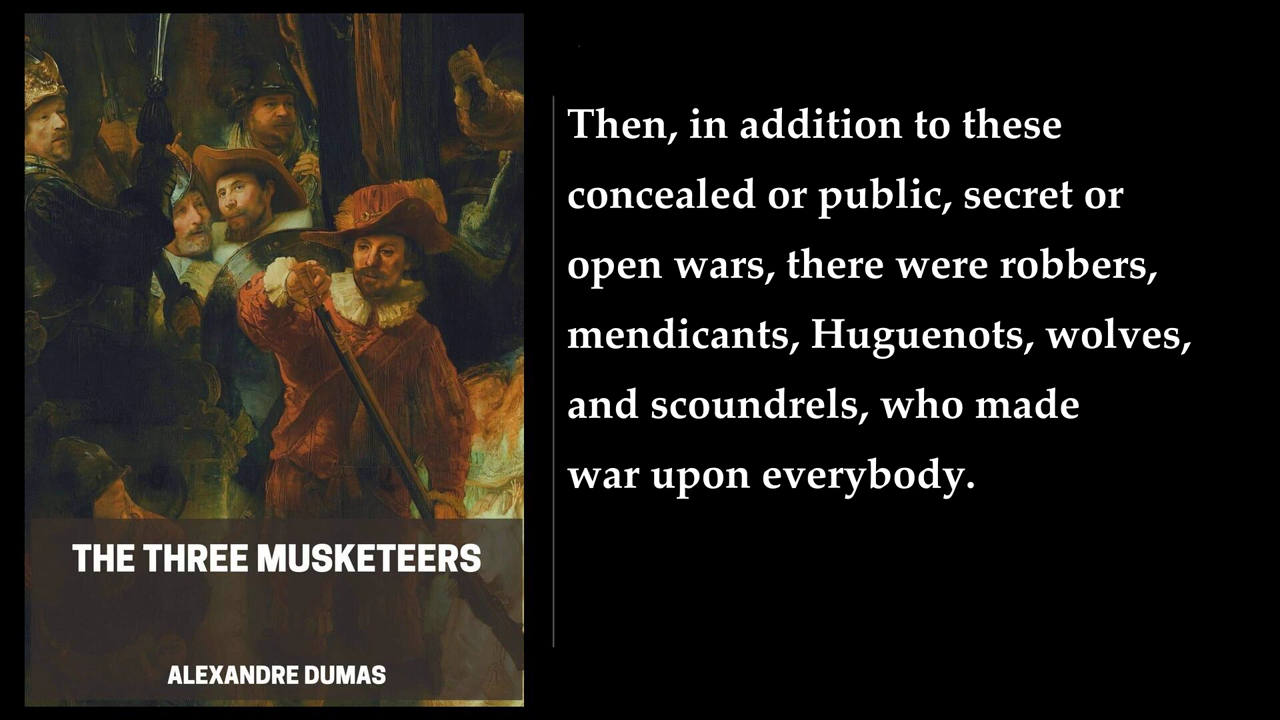 THE THREE MUSKETEERS
ALEXANDRE DUMAS
Then, in addition to these
concealed or public, secret or
open wars, there were robbers,
mendicants, Huguenots, wolves,
and scoundrels, who made
war upon everybody.